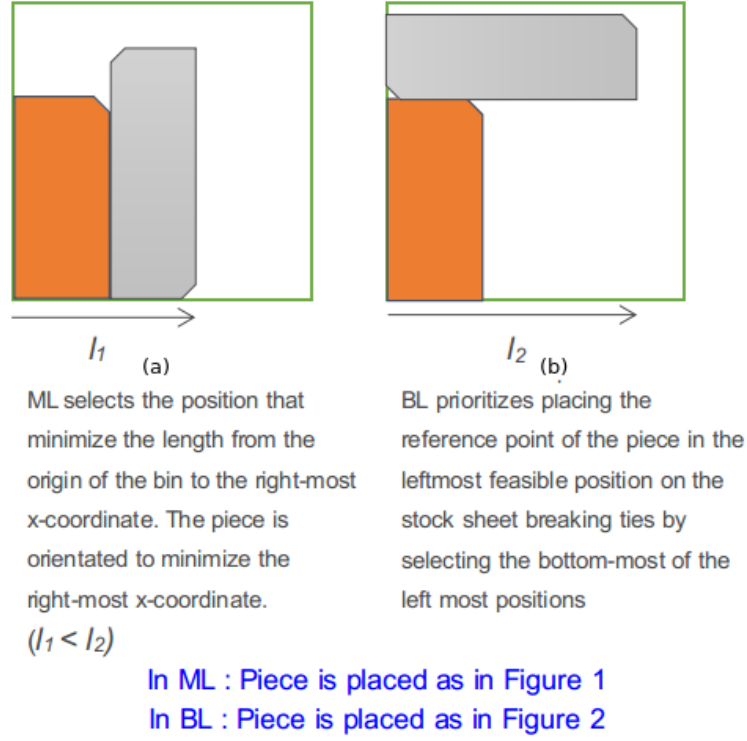 l1
(a)
l2
(b)
ML selects the position that
minimize the length from the
origin of the bin to the right-most
x-coordinate. The piece is
orientated to minimize the
right-most x-coordinate.
(l1 < l2)
BL prioritizes placing the
reference point of the piece in the
leftmost feasible position on the
stock sheet breaking ties by
selecting the bottom-most of the
left most positions
In ML : Piece is placed as in Figure 1
In BL : Piece is placed as in Figure 2